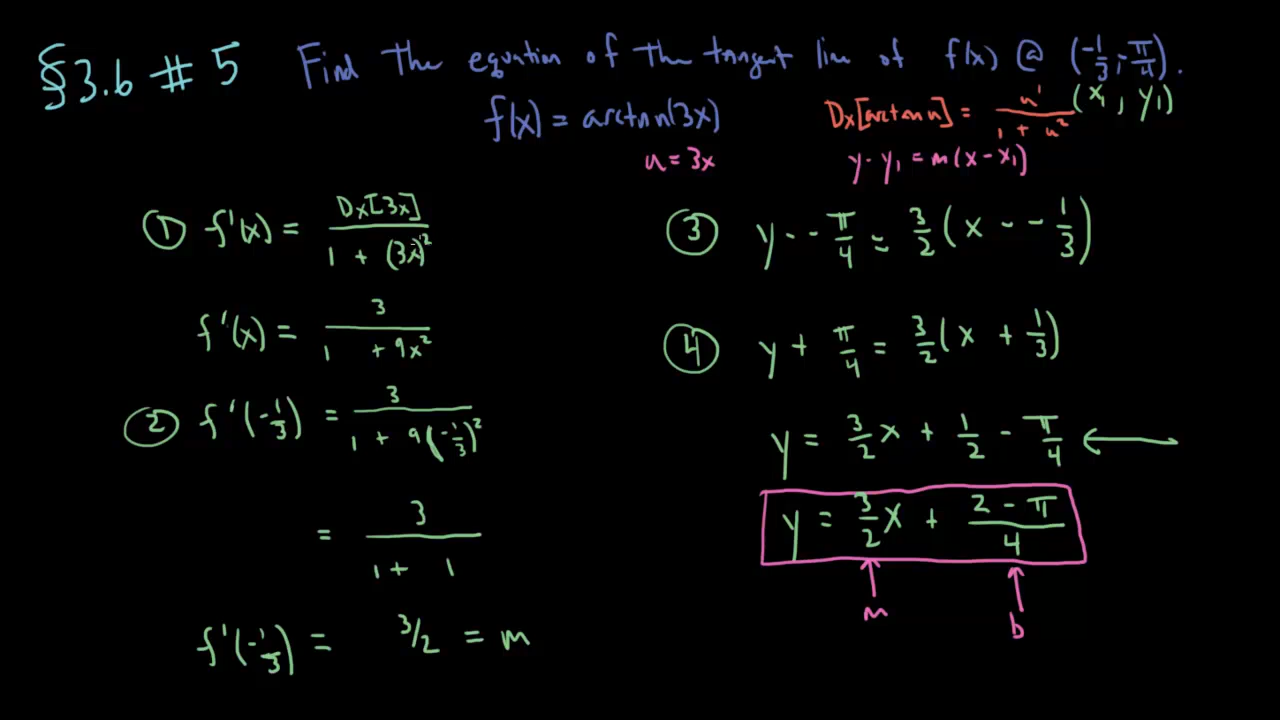 §3.6 # 5 Find the equation of the tangent line of f(x) @ (-1/3, -π/4).
f(x) = arctan(3x) Dx[arctan u] = u'/(1 + u²) (x₁, y₁)
u = 3x y - y₁ = m(x - x₁)
① f'(x) = Dx[3x]/(1 + (3x)²)
f'(x) = 3/(1 + 9x²)
② f'(-1/3) = 3/(1 + 9(-1/3)²)
= 3/(1 + 1)
f'(-1/3) = 3/2 = m
③ y - -π/4 = 3/2(x - -1/3)
④ y + π/4 = 3/2(x + 1/3)
y = 3/2x + 1/2 - π/4 ←
y = 3/2x + (2 - π)/4
m b